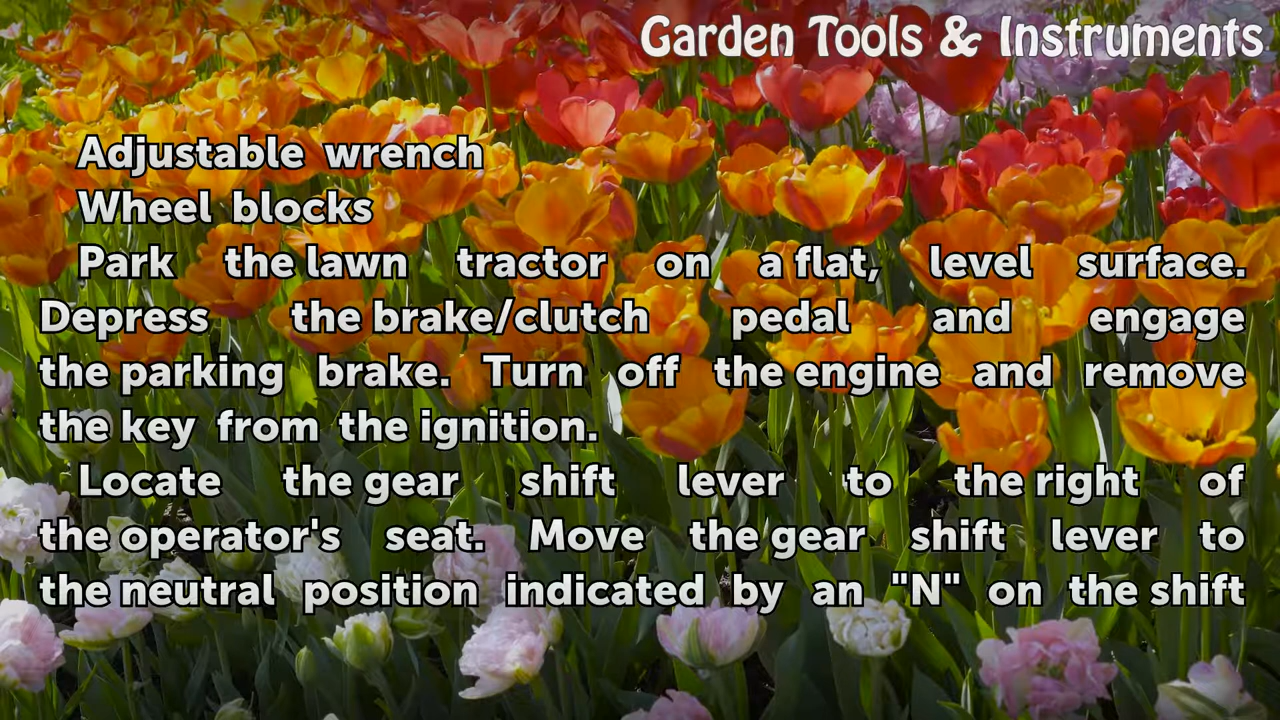 Garden Tools & Instruments
Adjustable wrench
Wheel blocks
Park the lawn tractor on a flat, level surface.
Depress the brake/clutch pedal and engage
the parking brake. Turn off the engine and remove
the key from the ignition.
Locate the gear shift lever to the right of
the operator's seat. Move the gear shift lever to
the neutral position indicated by an "N" on the shift